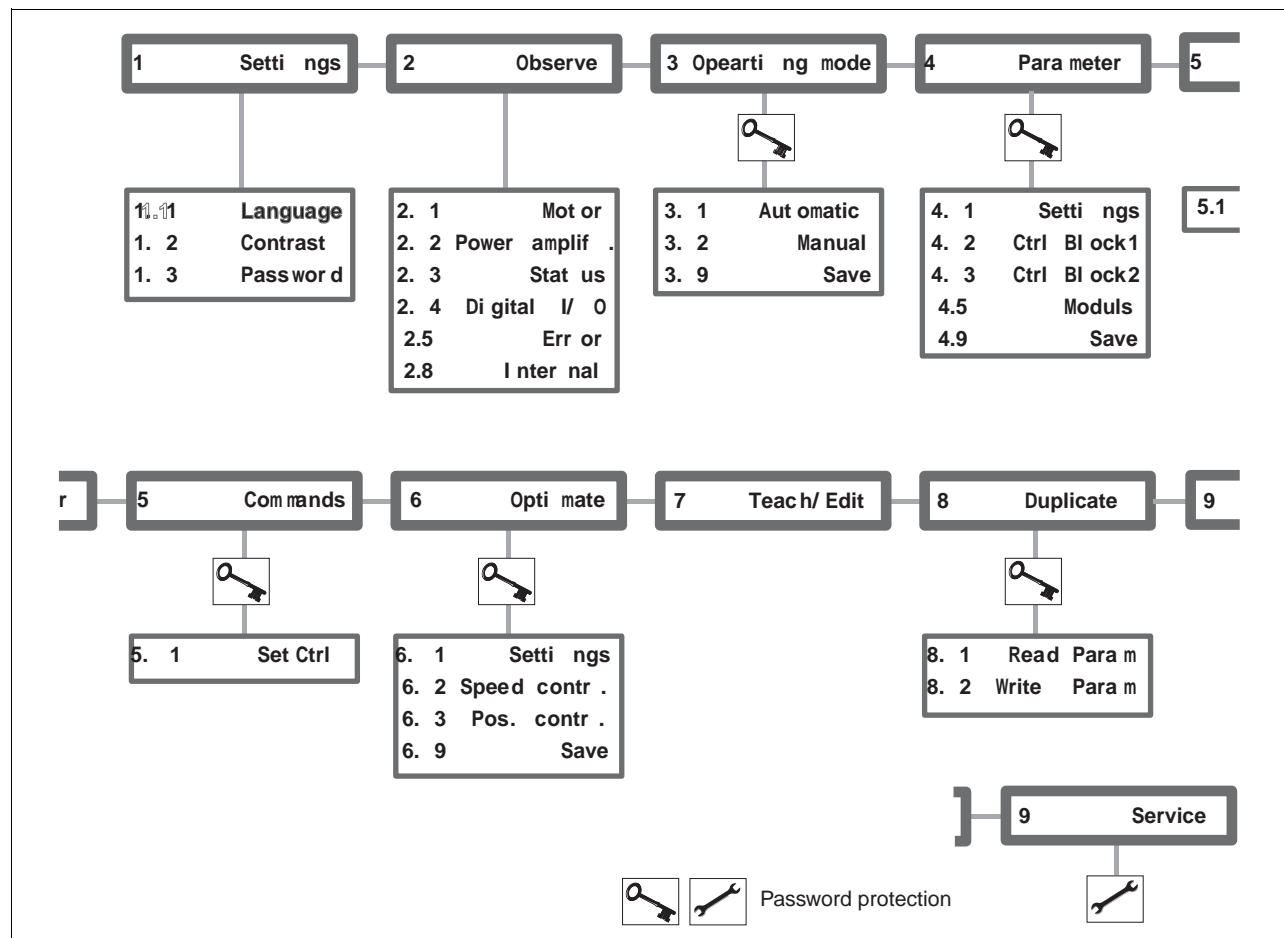 1 Settings
2 Observe
3 Opearting mode
4 Parameter
5
1.1 Language
1.2 Contrast
1.3 Password
2.1 Motor
2.2 Power amplif.
2.3 Status
2.4 Digital I/O
2.5 Error
2.8 Internal
3.1 Automatic
3.2 Manual
3.9 Save
4.1 Settings
4.2 Ctrl Block1
4.3 Ctrl Block2
4.5 Moduls
4.9 Save
5.1
r
5 Commands
6 Optimate
7 Teach/Edit
8 Duplicate
9
5.1 Set Ctrl
6.1 Settings
6.2 Speed contr.
6.3 Pos. contr.
6.9 Save
8.1 Read Param
8.2 Write Param
9 Service
Password protection